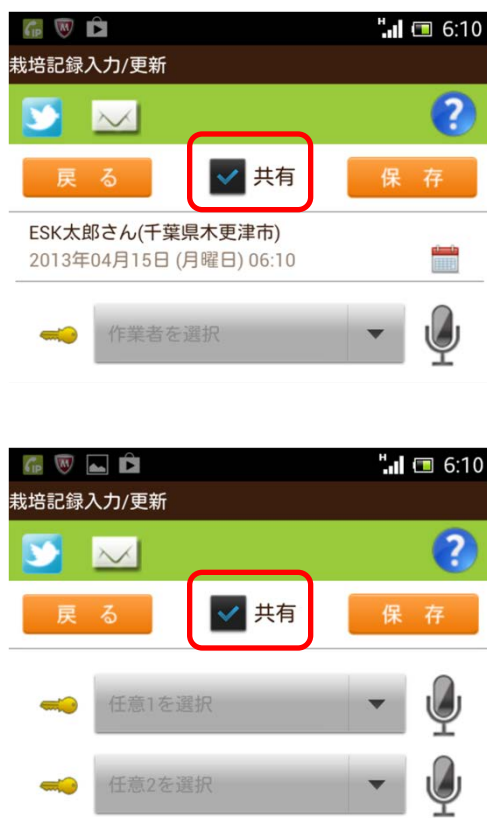 H 6:10
栽培記録入力/更新
?
戻 る 共有 保 存
ESK太郎さん(千葉県木更津市)
2013年04月15日 (月曜日) 06:10
作業者を選択
H 6:10
栽培記録入力/更新
?
戻 る 共有 保 存
任意1を選択
任意2を選択